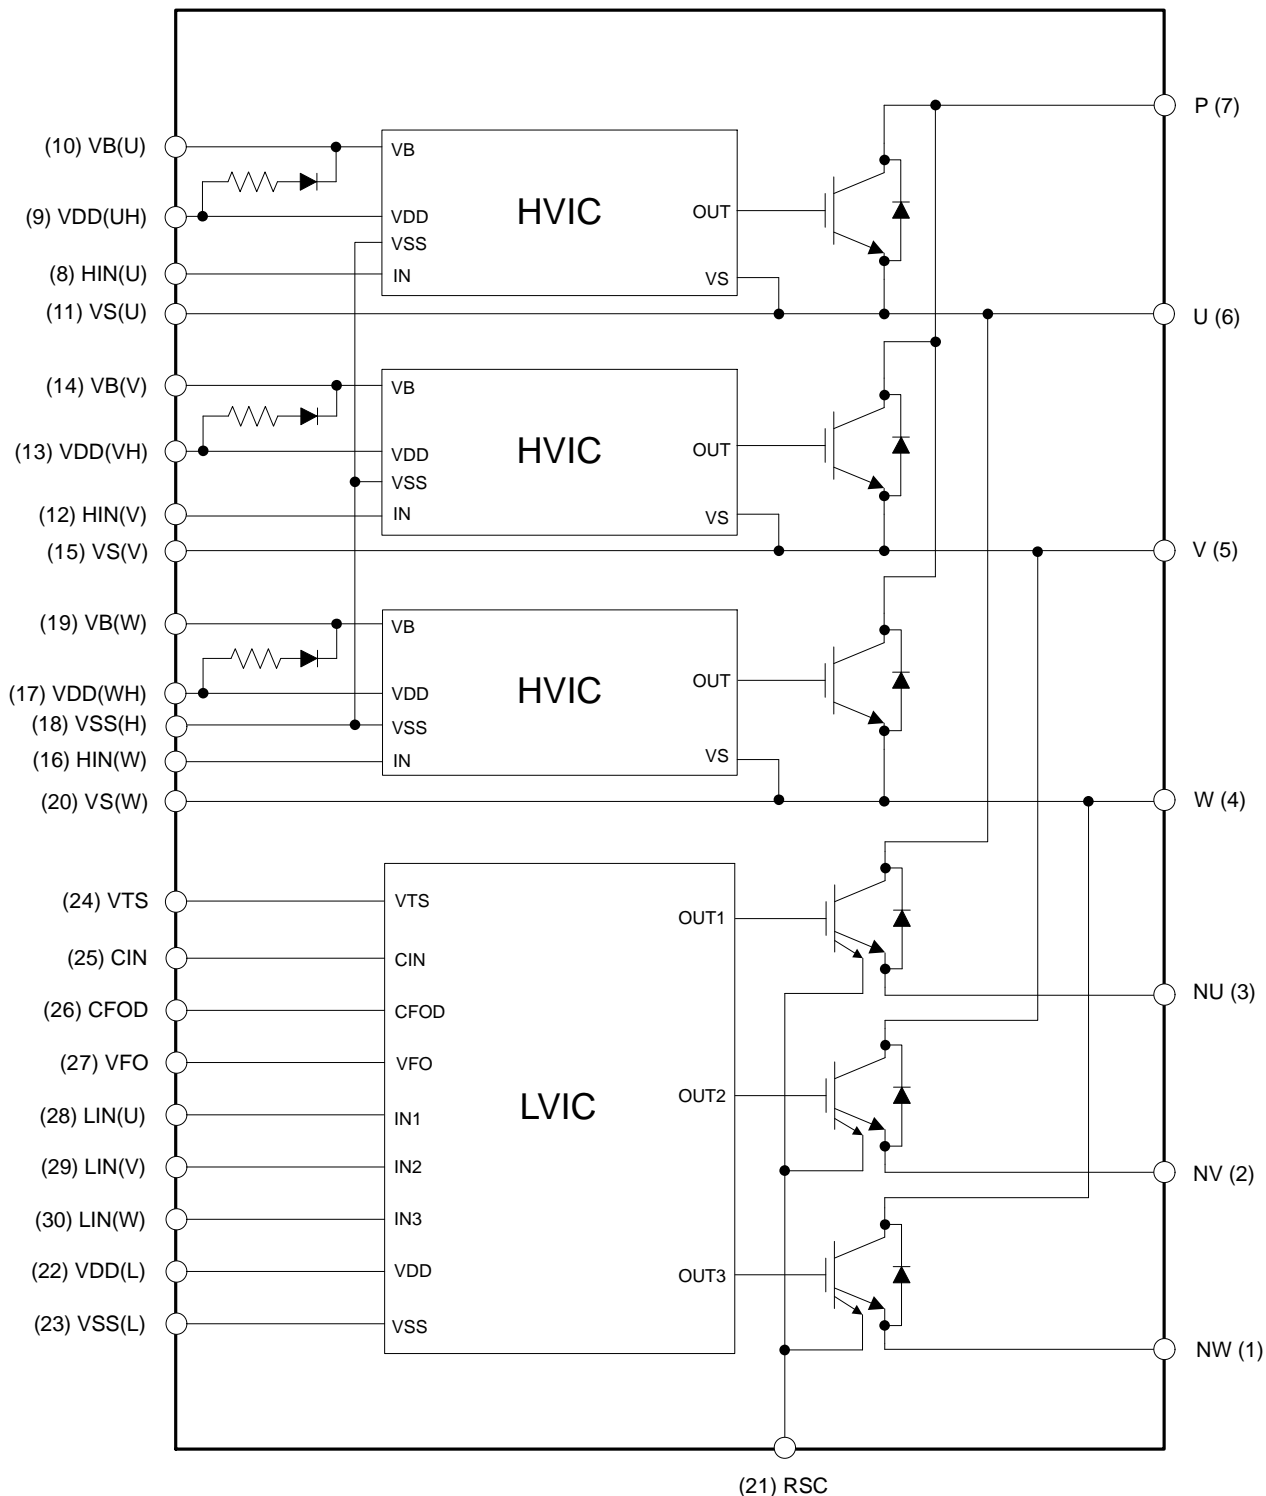 P (7)
(10) VB(U)
VB
(9) VDD(UH)
VDD
HVIC
OUT
VSS
(8) HIN(U)
IN
VS
(11) VS(U)
U (6)
(14) VB(V)
VB
(13) VDD(VH)
VDD
HVIC
OUT
VSS
(12) HIN(V)
IN
VS
(15) VS(V)
V (5)
(19) VB(W)
VB
(17) VDD(WH)
VDD
HVIC
OUT
(18) VSS(H)
VSS
(16) HIN(W)
IN
VS
(20) VS(W)
W (4)
(24) VTS
VTS
OUT1
(25) CIN
CIN
(26) CFOD
CFOD
NU (3)
(27) VFO
VFO
(28) LIN(U)
IN1
LVIC
OUT2
(29) LIN(V)
IN2
NV (2)
(30) LIN(W)
IN3
(22) VDD(L)
VDD
OUT3
(23) VSS(L)
VSS
NW (1)
(21) RSC